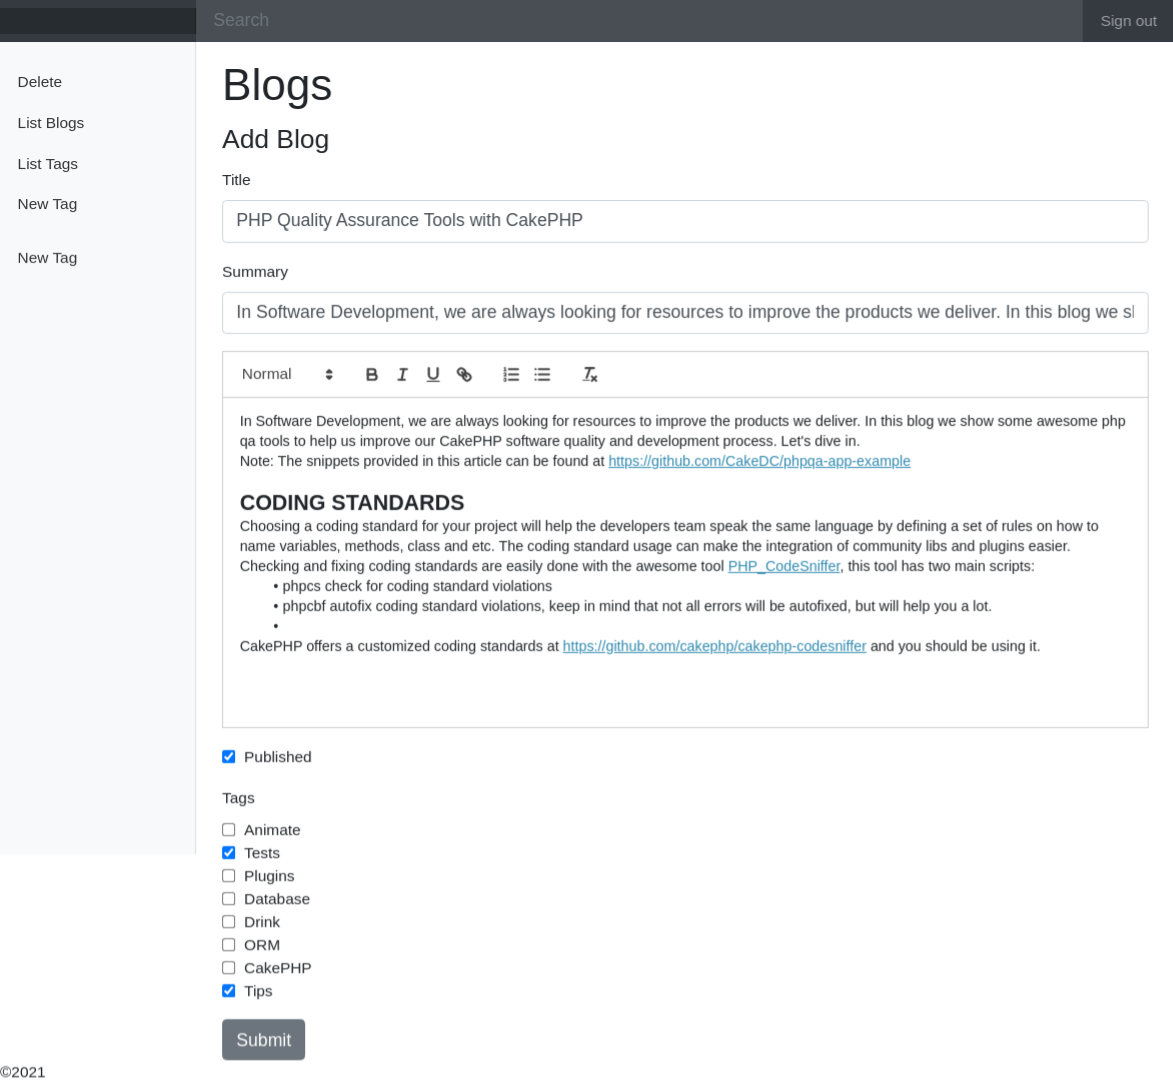 Search
Sign out
Delete
List Blogs
List Tags
New Tag
New Tag
Blogs
Add Blog
Title
PHP Quality Assurance Tools with CakePHP
Summary
In Software Development, we are always looking for resources to improve the products we deliver. In this blog we
Normal
In Software Development, we are always looking for resources to improve the products we deliver. In this blog we show some awesome php
qa tools to help us improve our CakePHP software quality and development process. Let's dive in.
Note: The snippets provided in this article can be found at https://github.com/CakeDC/phpqa-app-example
CODING STANDARDS
Choosing a coding standard for your project will help the developers team speak the same language by defining a set of rules on how to
name variables, methods, class and etc. The coding standard usage can make the integration of community libs and plugins easier.
Checking and fixing coding standards are easily done with the awesome tool PHP_CodeSniffer, this tool has two main scripts:
• phpcs check for coding standard violations
• phpcbf autofix coding standard violations, keep in mind that not all errors will be autofixed, but will help you a lot.
•
CakePHP offers a customized coding standards at https://github.com/cakephp/cakephp-codesniffer and you should be using it.
Published
Tags
Animate
Tests
Plugins
Database
Drink
ORM
CakePHP
Tips
Submit
©2021